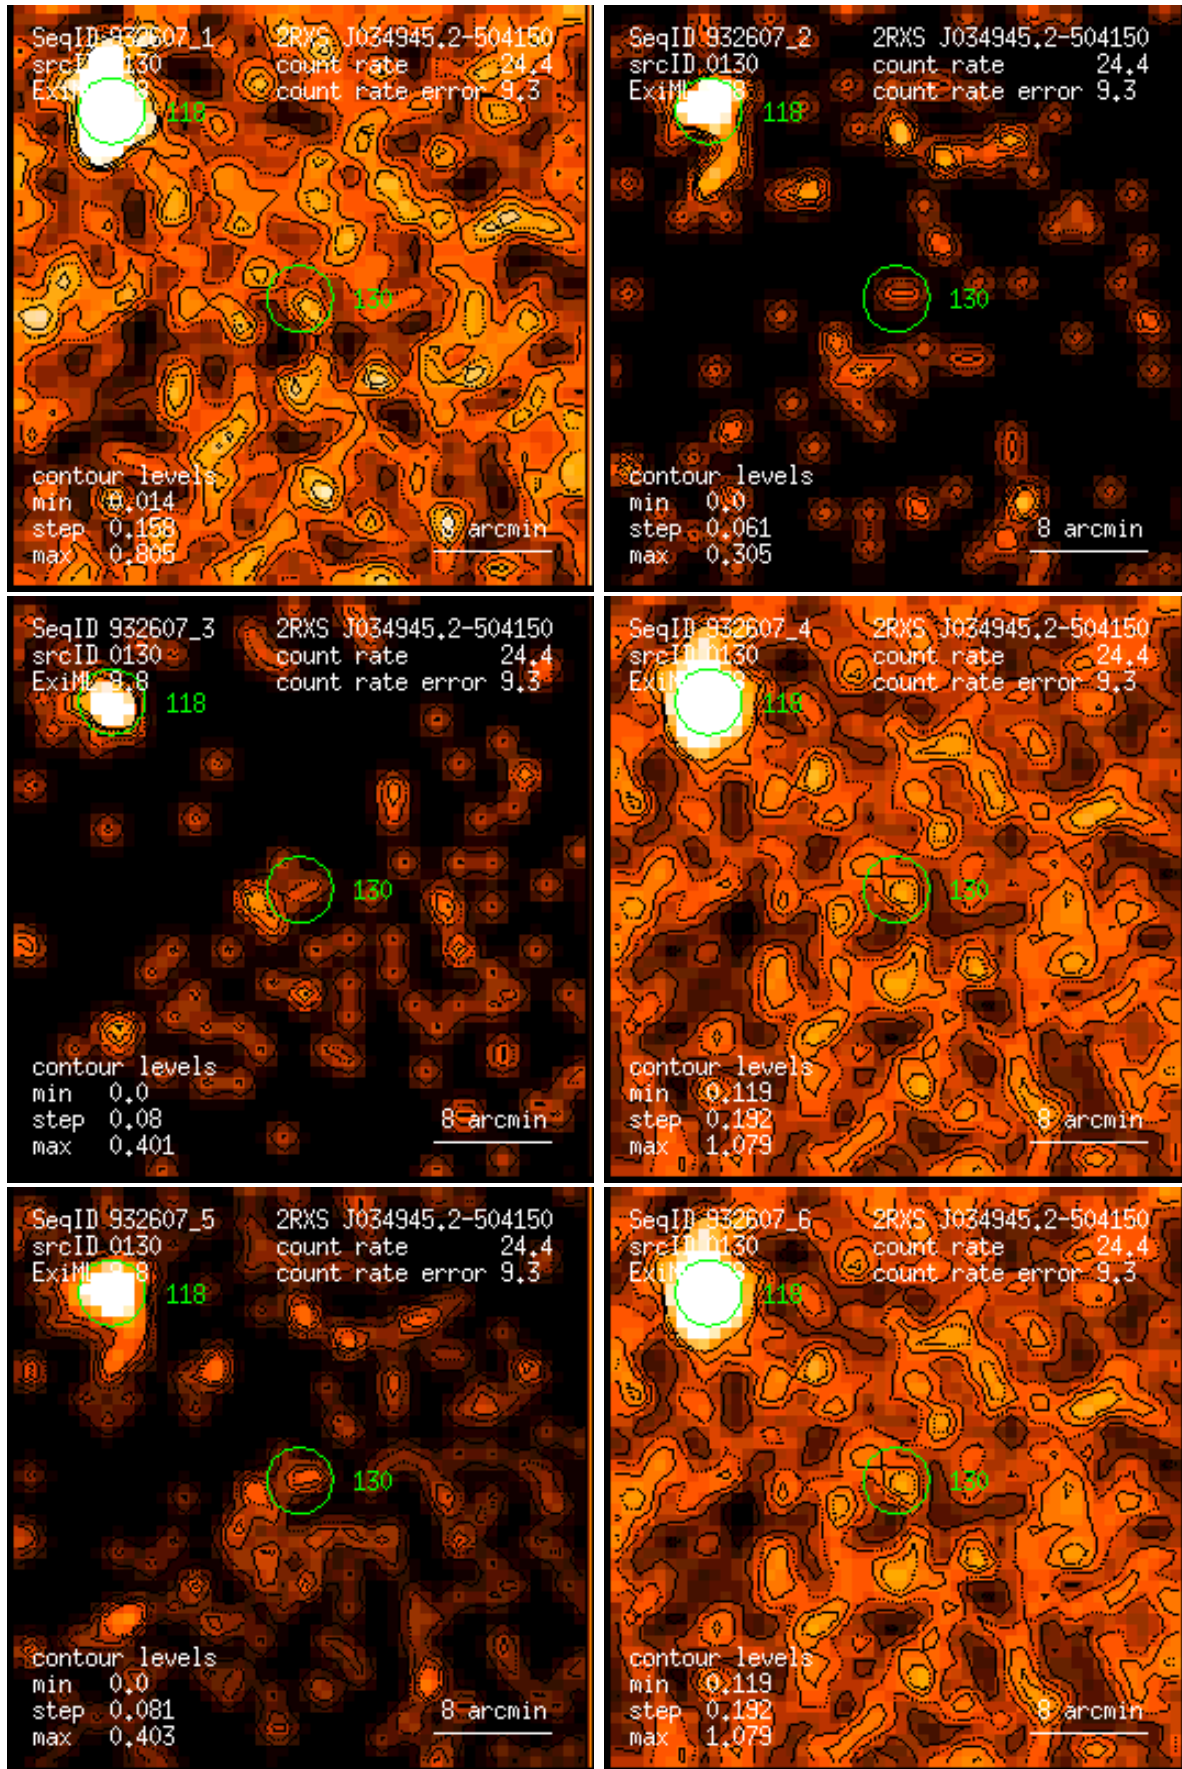 SeqID 932607_1 2RXS J034945.2-504150
srcID 0130 count rate 24.4
count rate error 9.3
118
130
contour levels
min 0.014
step 0.158
max 0.805
8 arcmin
SeqID 932607_2 2RXS J034945.2-504150
srcID 0130 count rate 24.4
count rate error 9.3
118
130
contour levels
min 0.0
step 0.061
max 0.305
8 arcmin
SeqID 932607_3 2RXS J034945.2-504150
srcID 0130 count rate 24.4
ExiML 9.8 count rate error 9.3
118
130
contour levels
min 0.0
step 0.08
max 0.401
8 arcmin
SeqID 932607_4 2RXS J034945.2-504150
srcID 0130 count rate 24.4
count rate error 9.3
118
130
contour levels
min 0.119
step 0.192
max 1.079
8 arcmin
SeqID 932607_5 2RXS J034945.2-504150
srcID 0130 count rate 24.4
ExiML 9.8 count rate error 9.3
118
130
contour levels
min 0.0
step 0.081
max 0.403
8 arcmin
SeqID 932607_6 2RXS J034945.2-504150
srcID 0130 count rate 24.4
count rate error 9.3
118
130
contour levels
min 0.119
step 0.192
max 1.079
8 arcmin